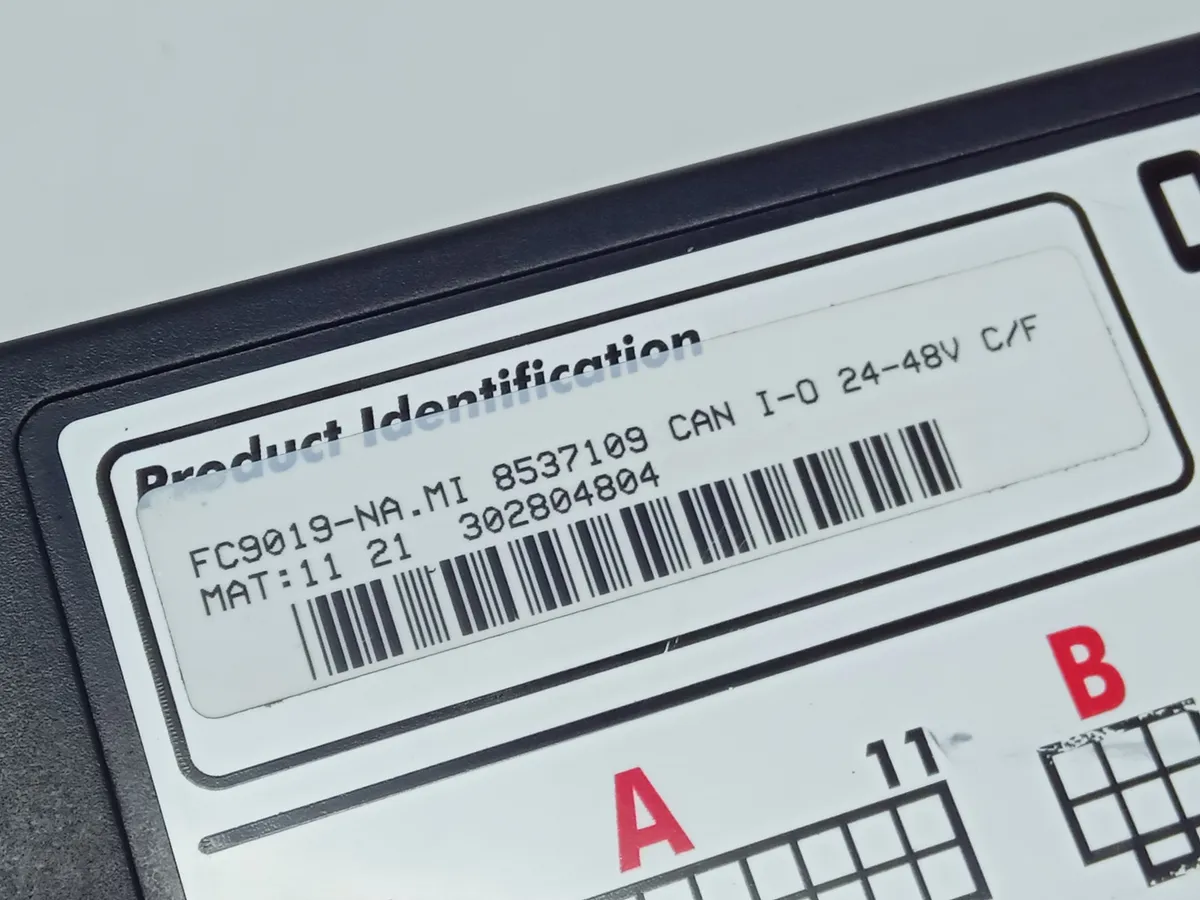 Product Identification
FC9019-NA.MI 8537109 CAN I-O 24-48V C/F
MAT:11 21 302804804
A
11
B